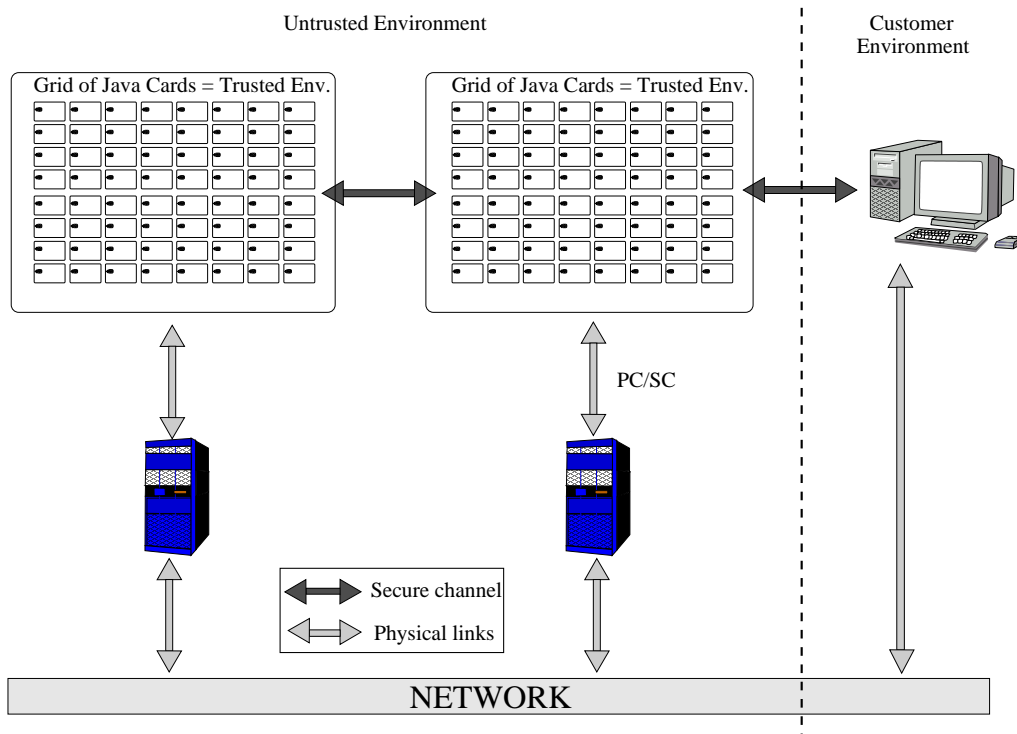 Untrusted Environment
Customer
Environment
Grid of Java Cards = Trusted Env.
Grid of Java Cards = Trusted Env.
PC/SC
Secure channel
Physical links
NETWORK